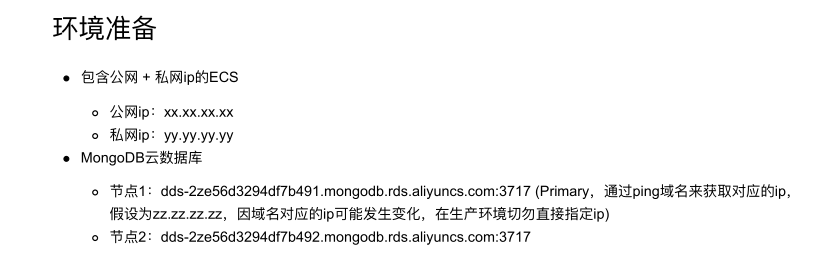 环境准备
包含公网 + 私网ip的ECS
公网ip：xx.xx.xx.xx
私网ip：yy.yy.yy.yy
MongoDB云数据库
节点1：dds-2ze56d3294df7b491.mongodb.rds.aliyuncs.com:3717 (Primary，通过ping域名来获取对应的ip，
假设为zz.zz.zz.zz，因域名对应的ip可能发生变化，在生产环境切勿直接指定ip)
节点2：dds-2ze56d3294df7b492.mongodb.rds.aliyuncs.com:3717